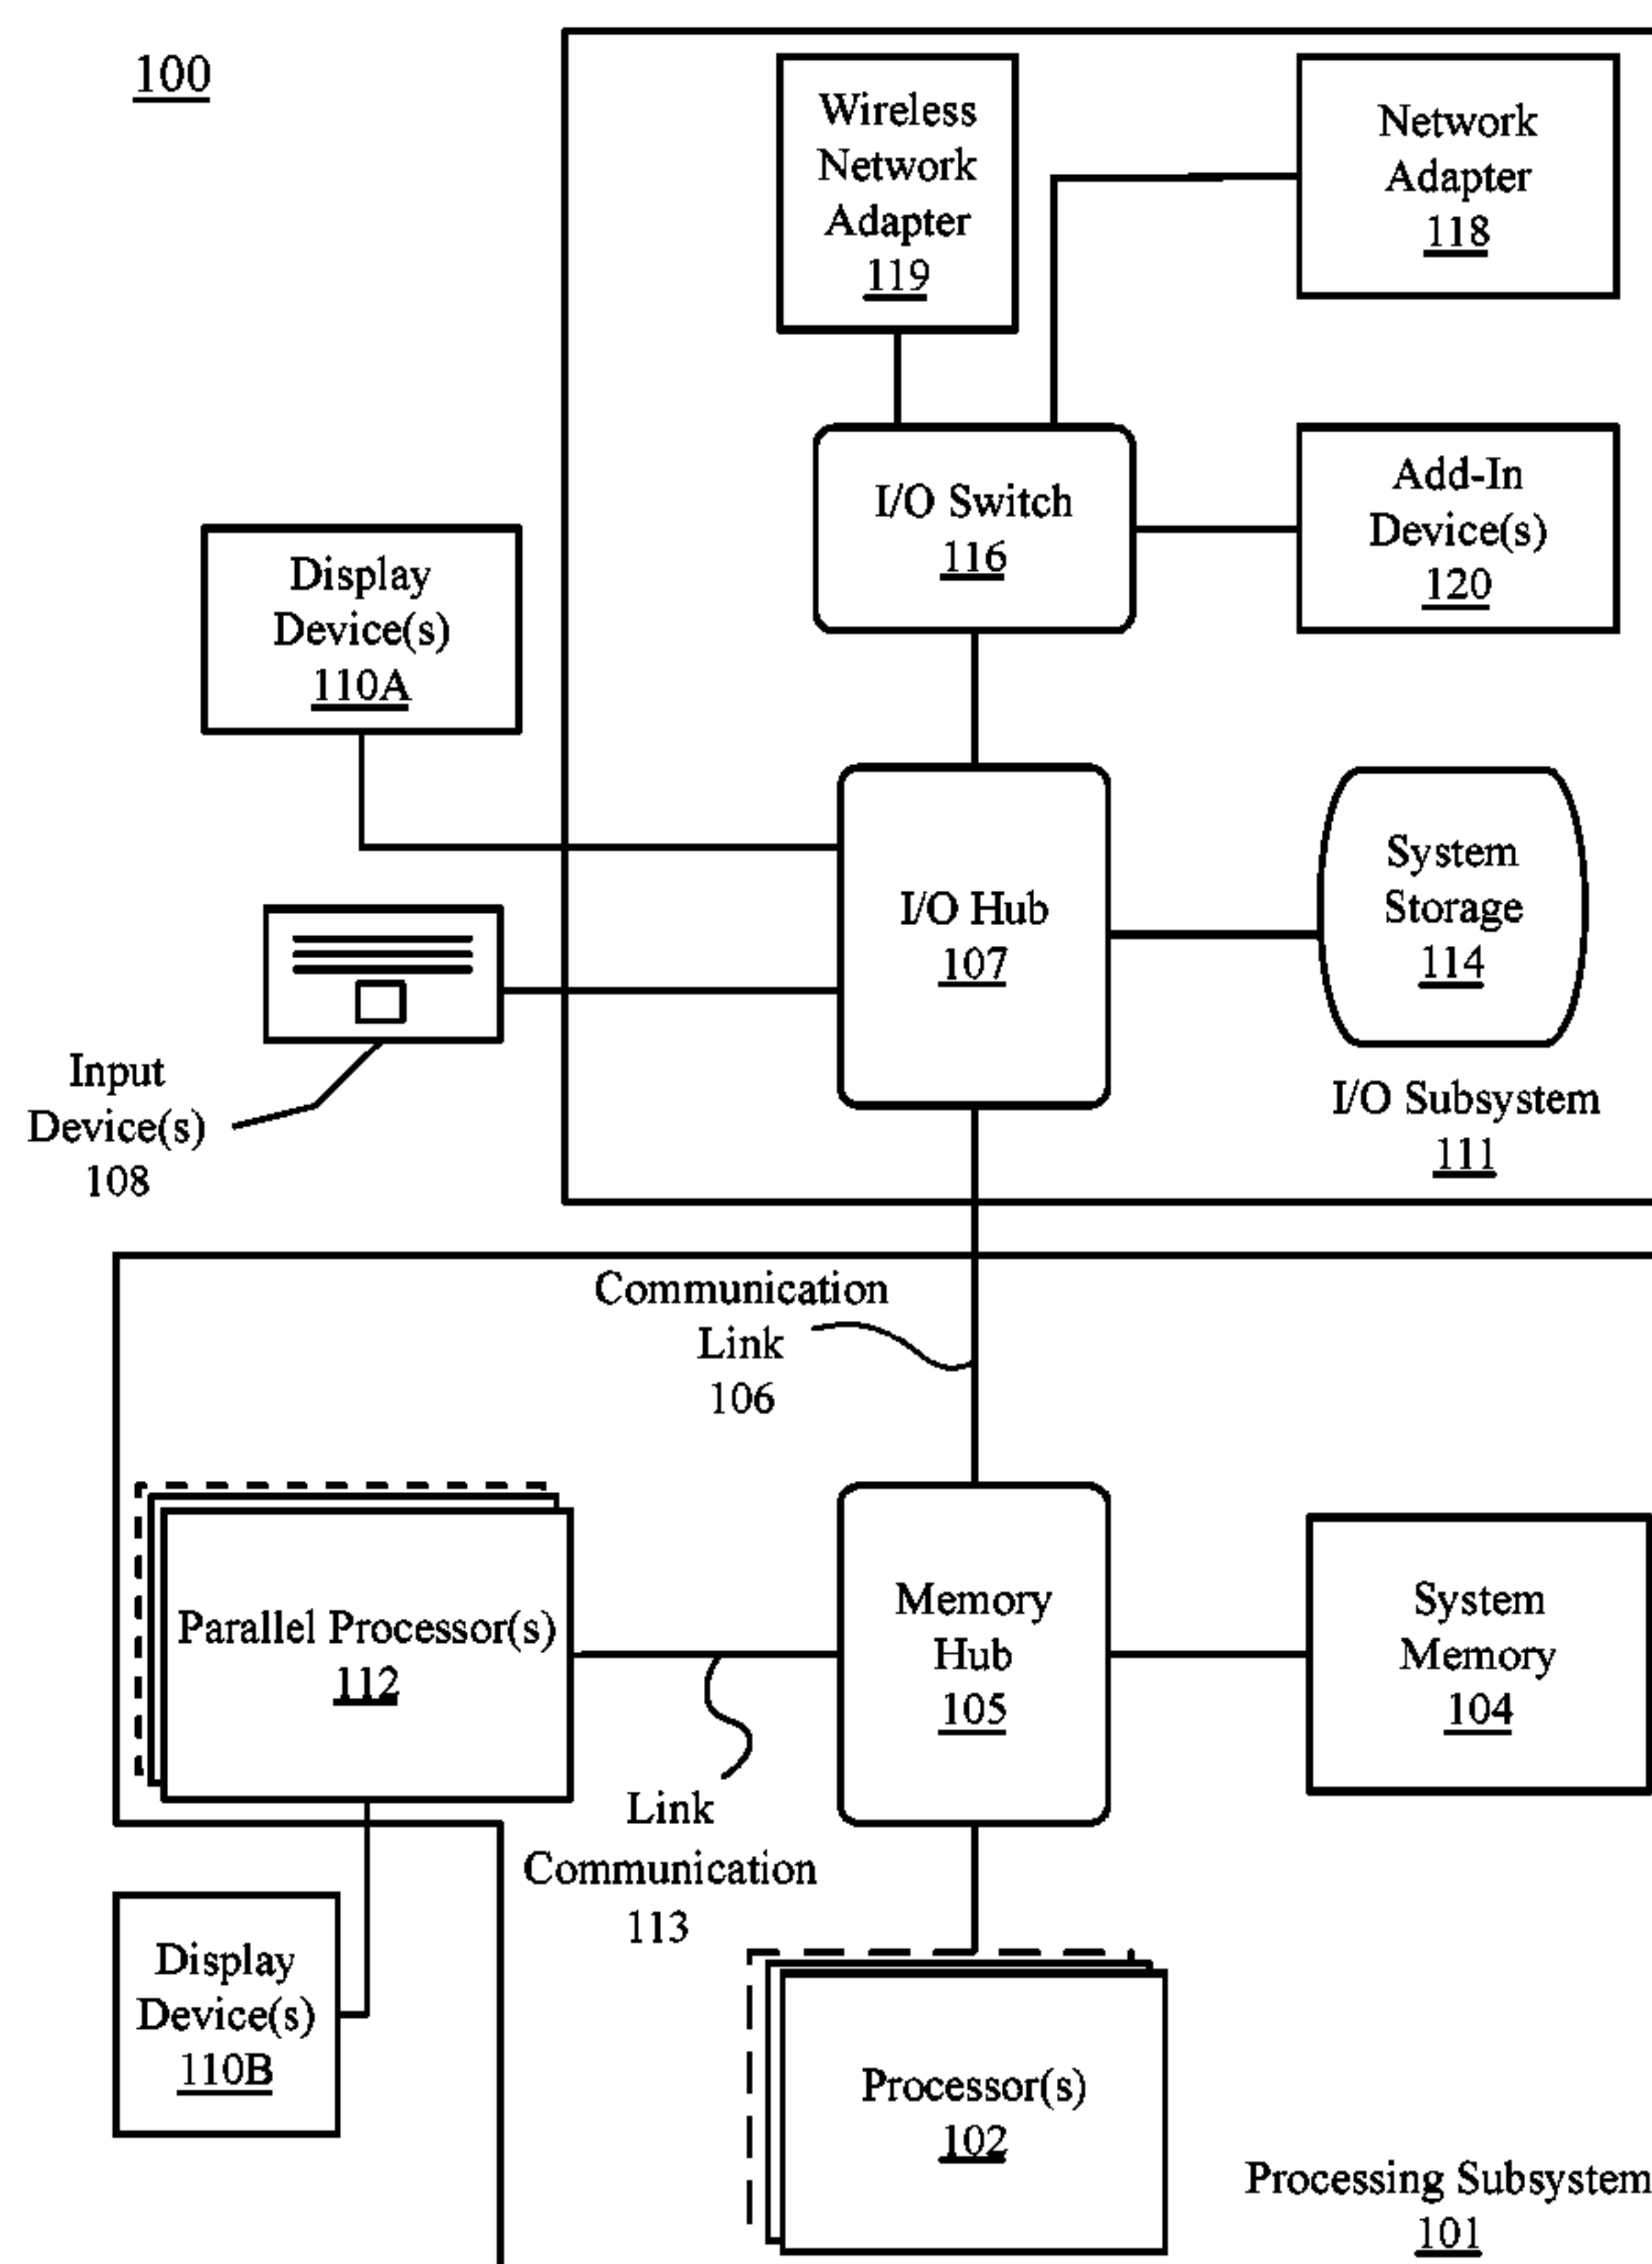 100
Wireless
Network
Adapter
119
Network
Adapter
118
I/O Switch
116
Add-In
Device(s)
120
Display
Device(s)
110A
I/O Hub
107
System
Storage
114
Input
Device(s)
108
I/O Subsystem
111
Communication
Link
106
Parallel Processor(s)
112
Memory
Hub
105
System
Memory
104
Link
Communication
113
Display
Device(s)
110B
Processor(s)
102
Processing Subsystem
101